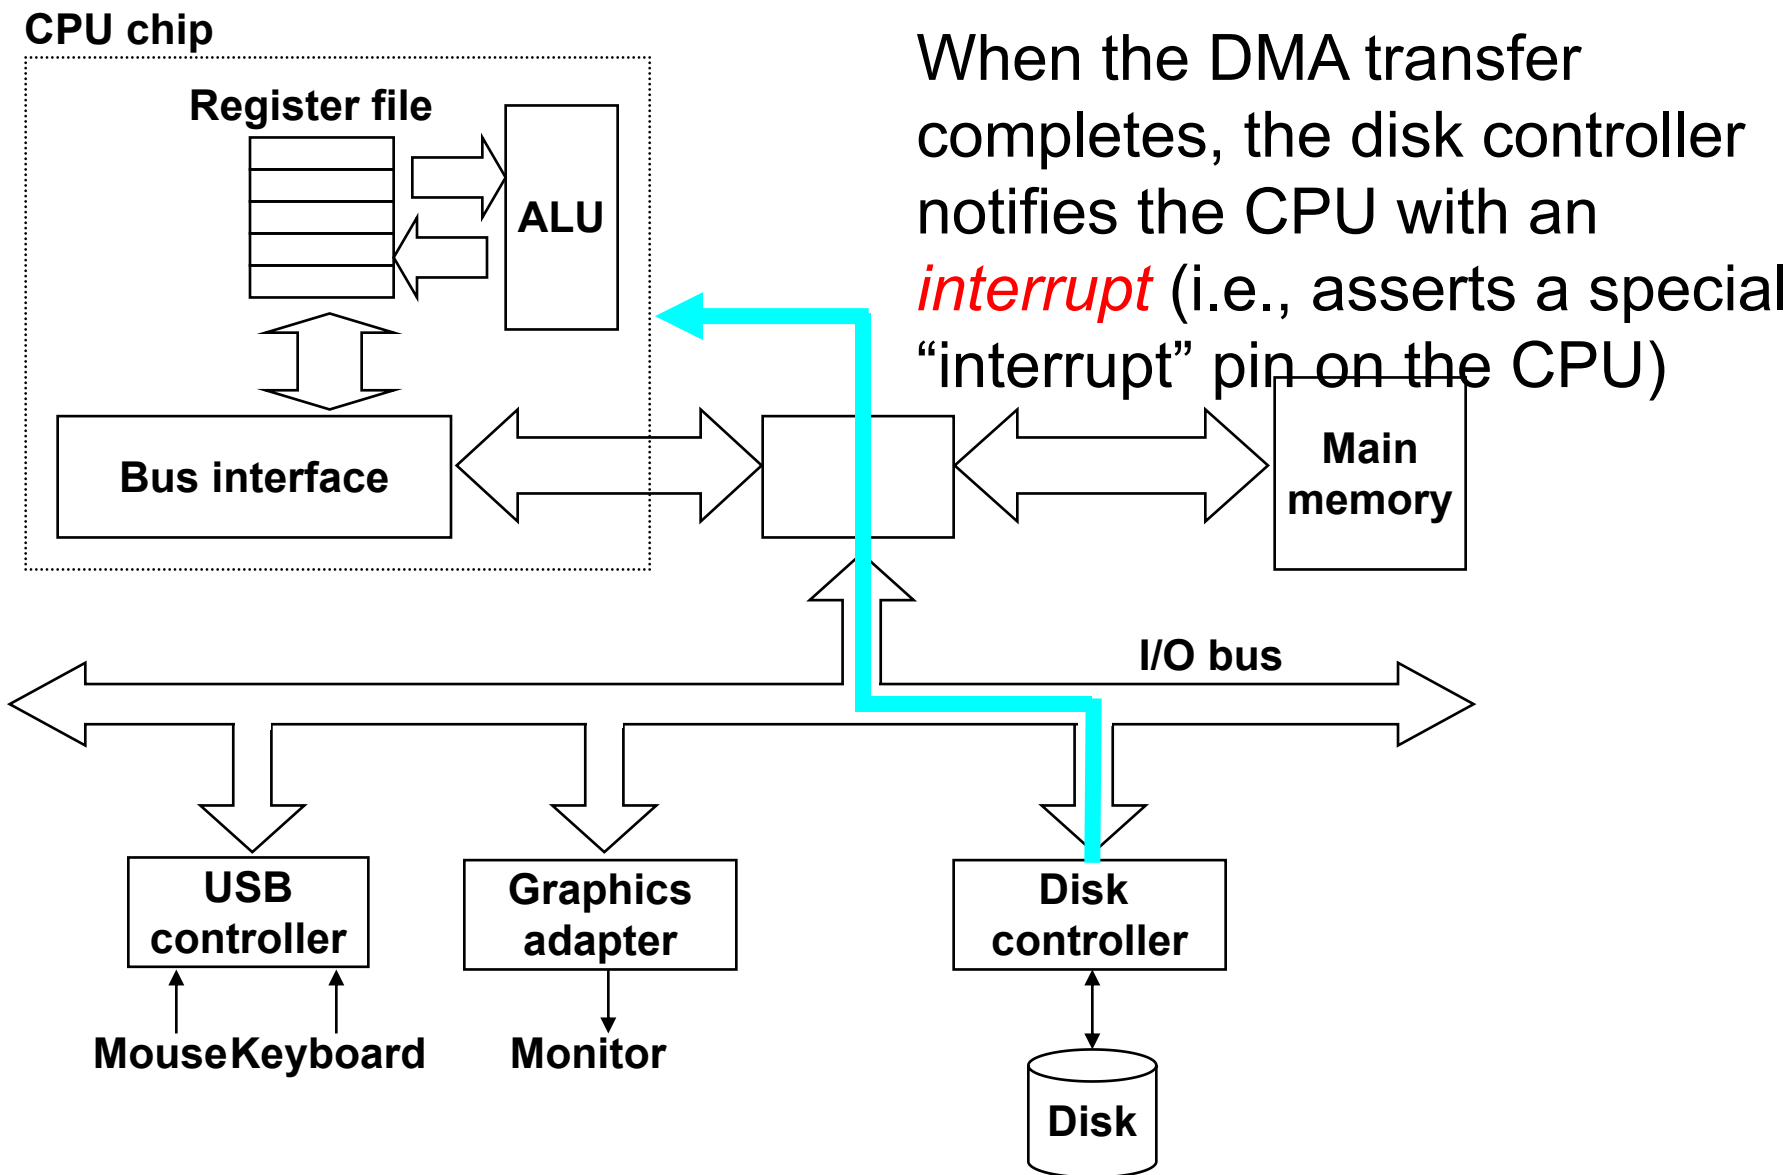 CPU chip
Register file
ALU
Bus interface
When the DMA transfer
completes, the disk controller
notifies the CPU with an
interrupt (i.e., asserts a special
“interrupt” pin on the CPU)
Main
memory
I/O bus
USB
controller
Graphics
adapter
Disk
controller
Mouse Keyboard
Monitor
Disk